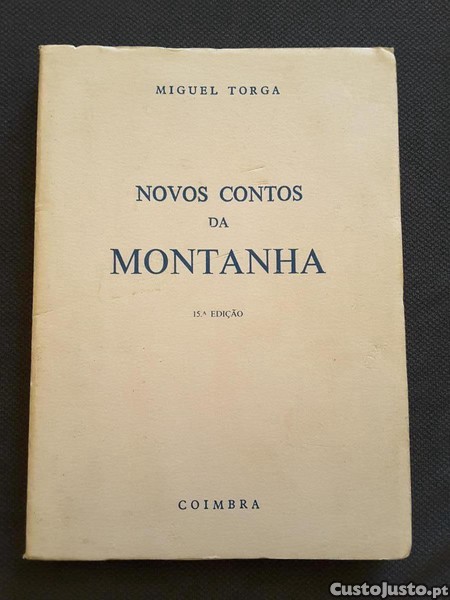 MIGUEL TORGA
NOVOS CONTOS
DA
MONTANHA
15.ª EDIÇÃO
COIMBRA
CustoJusto.pt